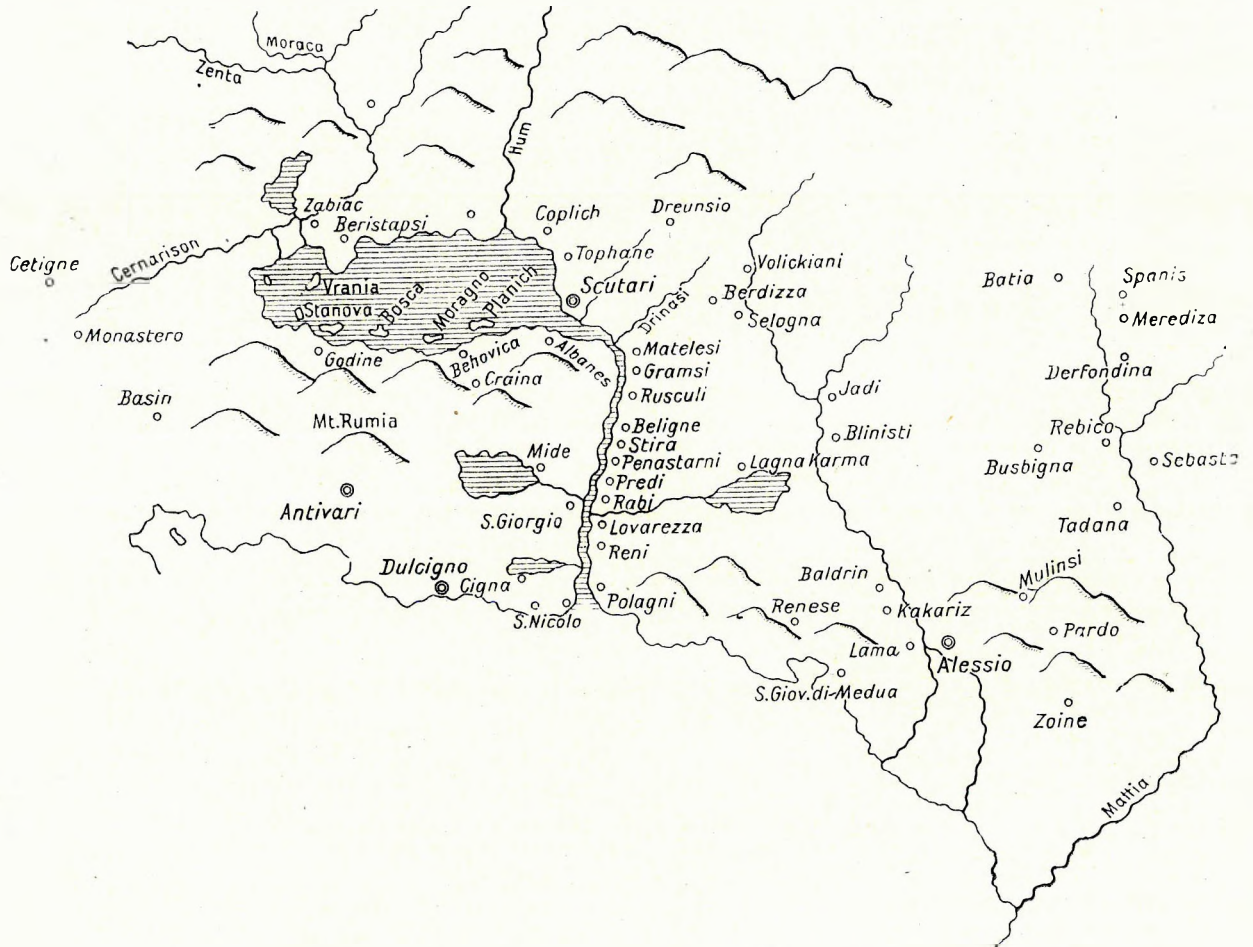 Moraca
Zenta
Hum
Zabiac
Beristapsi
Coplich
Dreunsio
Cernarison
Tophane
Cetigne
Volickiani
Batia
Spanis
Vrania
Scutari
Berdizza
Stanova
Bosca
Moragno
Planich
Drinasi
Selogna
Merediza
Monastero
Godine
Behovica
Albanes
Matelesi
Gramsi
Derfondina
Craina
Rusculi
Jadi
Basin
Mt.Rumia
Beligne
Stira
Blinisti
Rebico
Mide
Penastarni
Lagna Karma
Busbigna
Sebaste
Predi
Rabi
Antivari
S.Giorgio
Lovarezza
Tadana
Reni
Dulcigno
Cigna
Baldrin
Mulinsi
Polagni
Renese
Kakariz
S.Nicolo
Pardo
Lama
Alessio
S.Giov.di-Medua
Zoine
Mattia